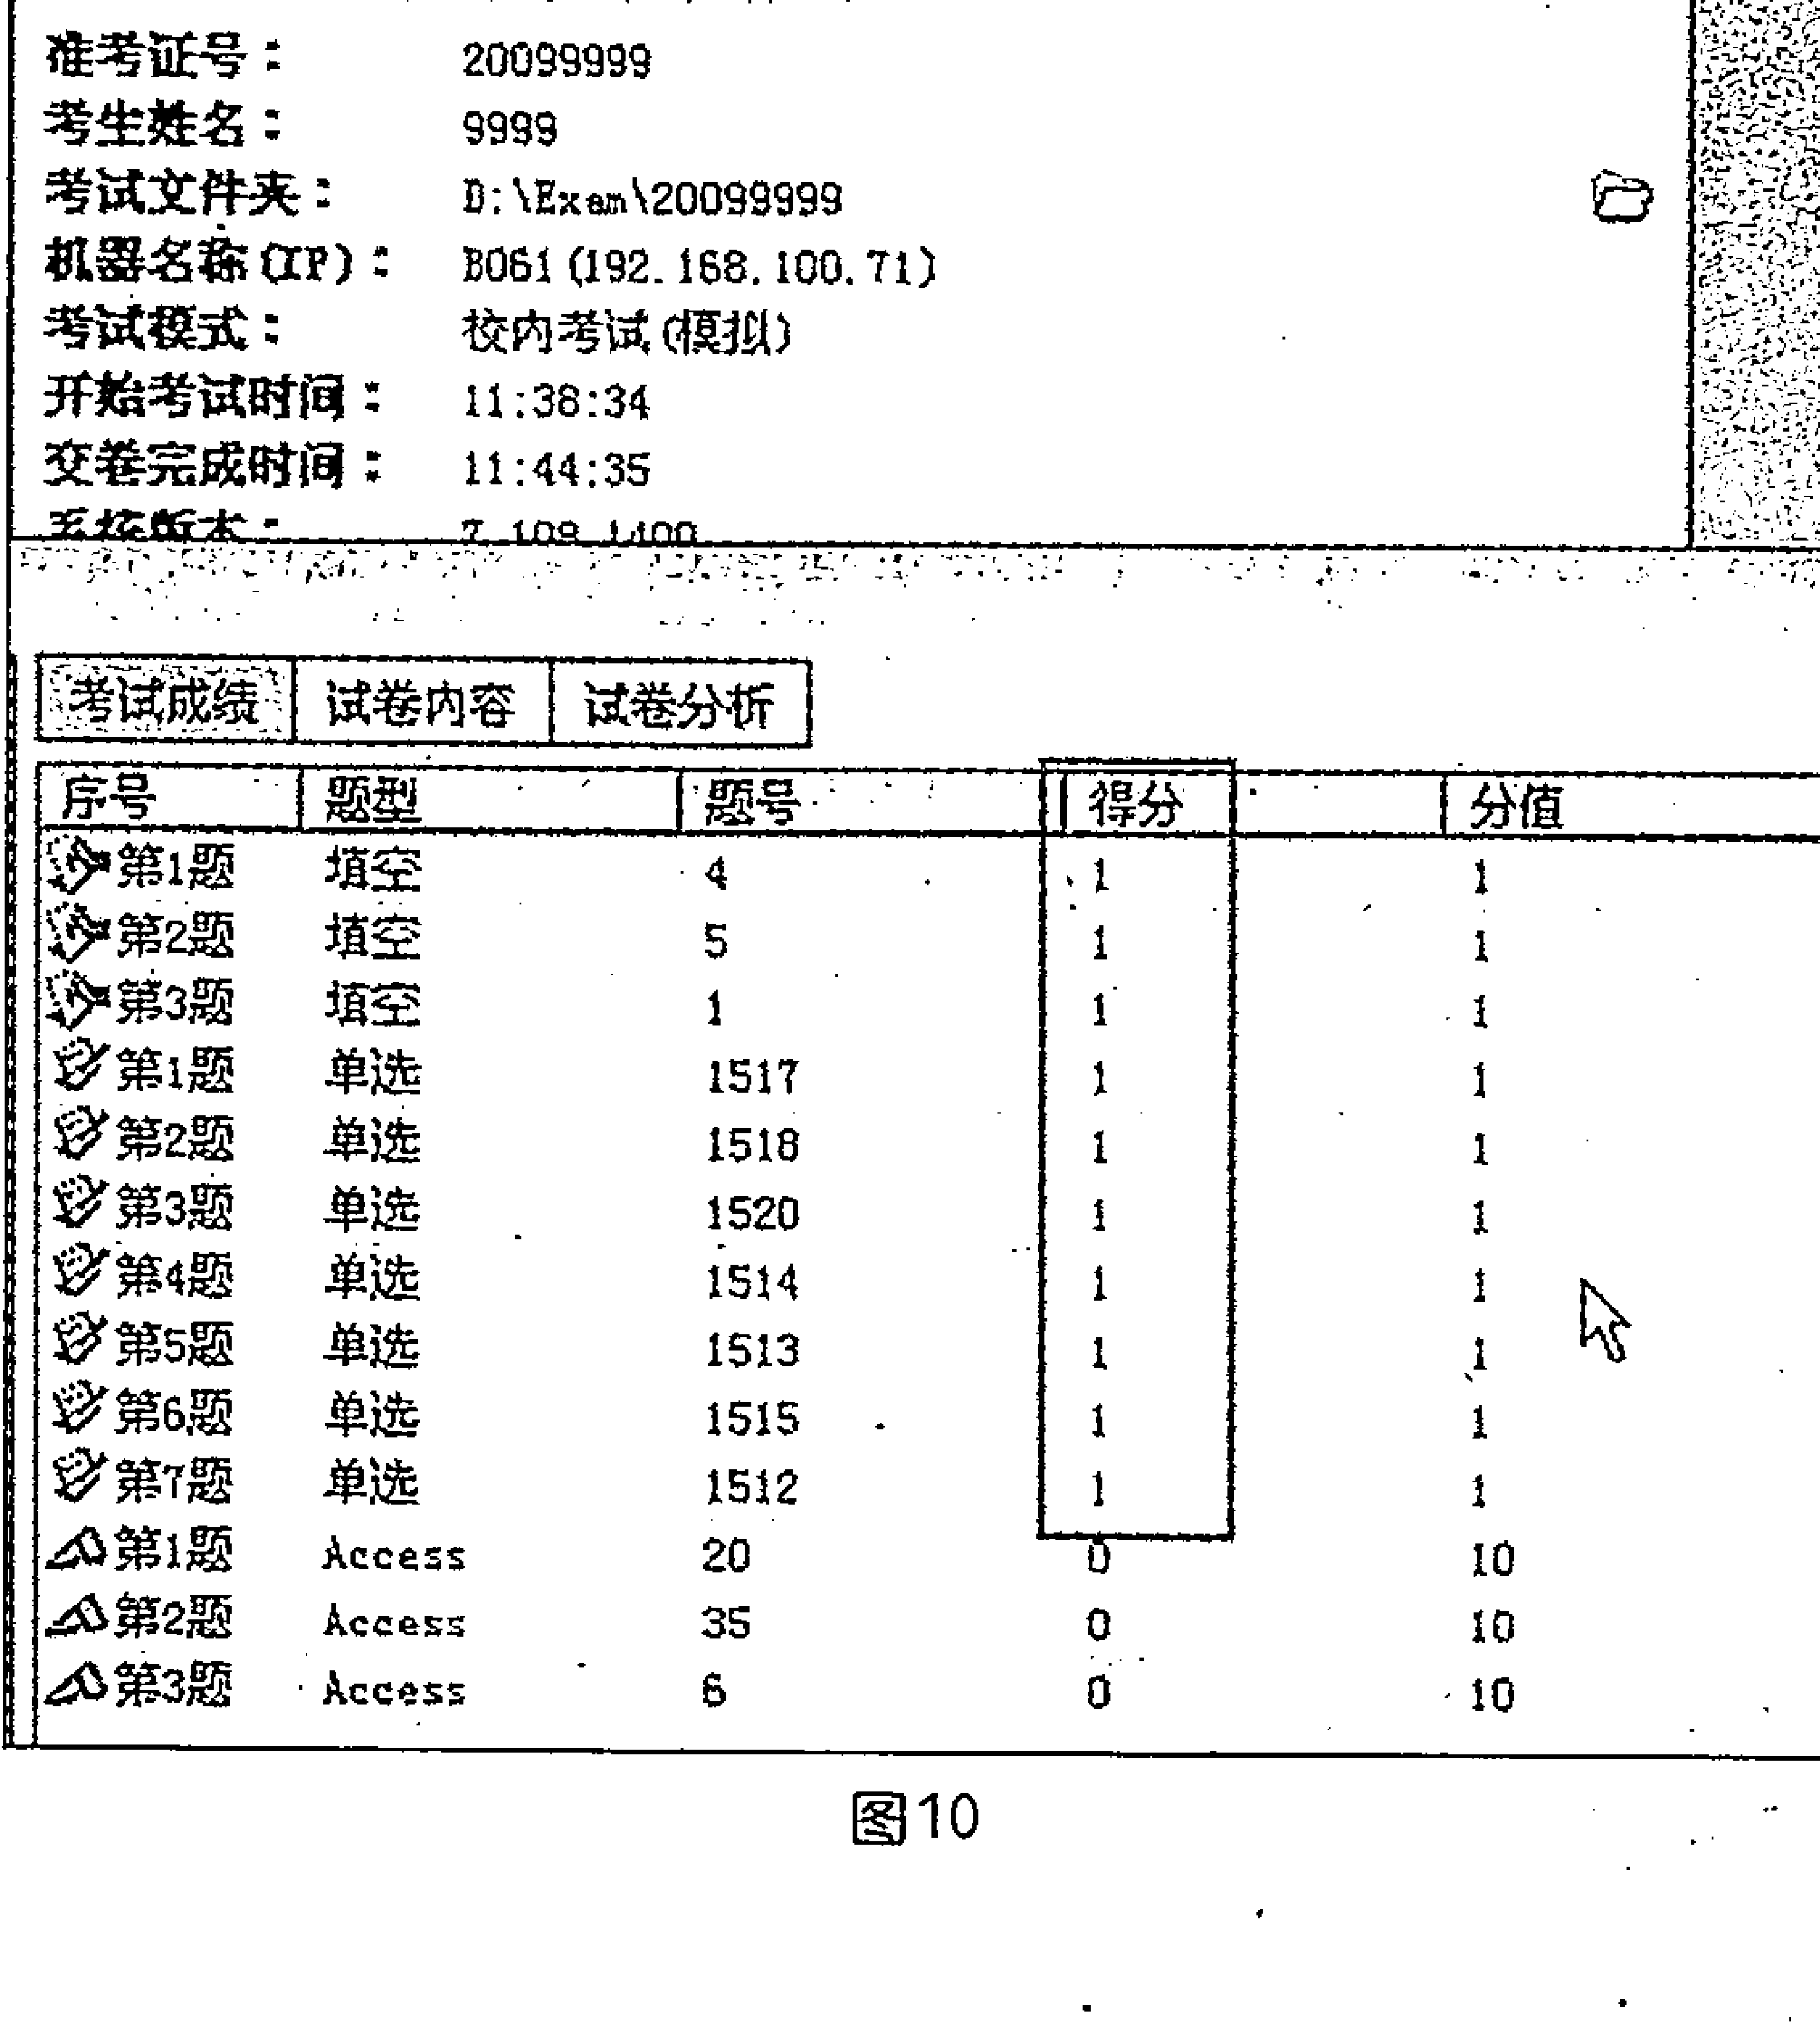 准考证号： 20099999
考生姓名： 9999
考试文件夹： D:\Exam\20099999
机器名称(IP)： B061(192.168.100.71)
考试模式： 校内考试(模拟)
开始考试时间： 11:38:34
交卷完成时间： 11:44:35
系统版本：
考试成绩 试卷内容 试卷分析
序号 题型 题号 得分 分值
第1题 填空 4 1 1
第2题 填空 5 1 1
第3题 填空 1 1 1
第1题 单选 1517 1 1
第2题 单选 1518 1 1
第3题 单选 1520 1 1
第4题 单选 1514 1 1
第5题 单选 1513 1 1
第6题 单选 1515 1 1
第7题 单选 1512 1 1
第1题 Access 20 0 10
第2题 Access 35 0 10
第3题 Access 6 0 10
图10